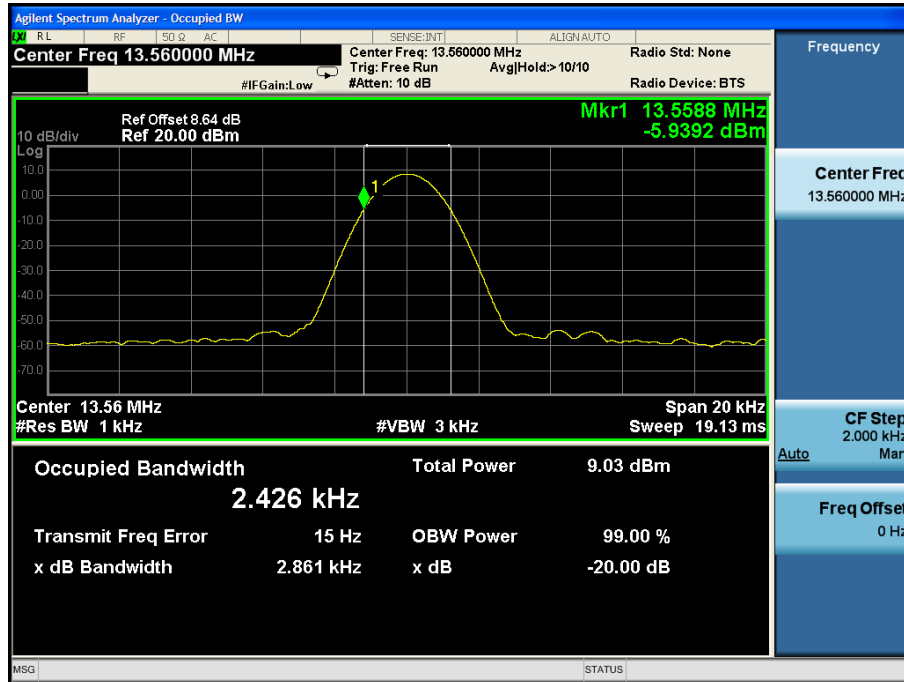 Agilent Spectrum Analyzer - Occupied BW
LXI RL RF 50 Ω AC SENSE:INT ALIGN AUTO
Center Freq 13.560000 MHz
Center Freq: 13.560000 MHz Radio Std: None
Trig: Free Run Avg|Hold:>10/10
#IFGain:Low #Atten: 10 dB Radio Device: BTS
Mkr1 13.5588 MHz
-5.9392 dBm
Ref Offset 8.64 dB
10 dB/div Ref 20.00 dBm
Log
10.0
1
0.00
-10.0
-20.0
-30.0
-40.0
-50.0
-60.0
-70.0
Center 13.56 MHz Span 20 kHz
#Res BW 1 kHz #VBW 3 kHz Sweep 19.13 ms
Occupied Bandwidth Total Power 9.03 dBm
2.426 kHz
Transmit Freq Error 15 Hz OBW Power 99.00 %
x dB Bandwidth 2.861 kHz x dB -20.00 dB
Frequency
Center Freq
13.560000 MHz
CF Step
2.000 kHz
Auto Man
Freq Offset
0 Hz
MSG STATUS